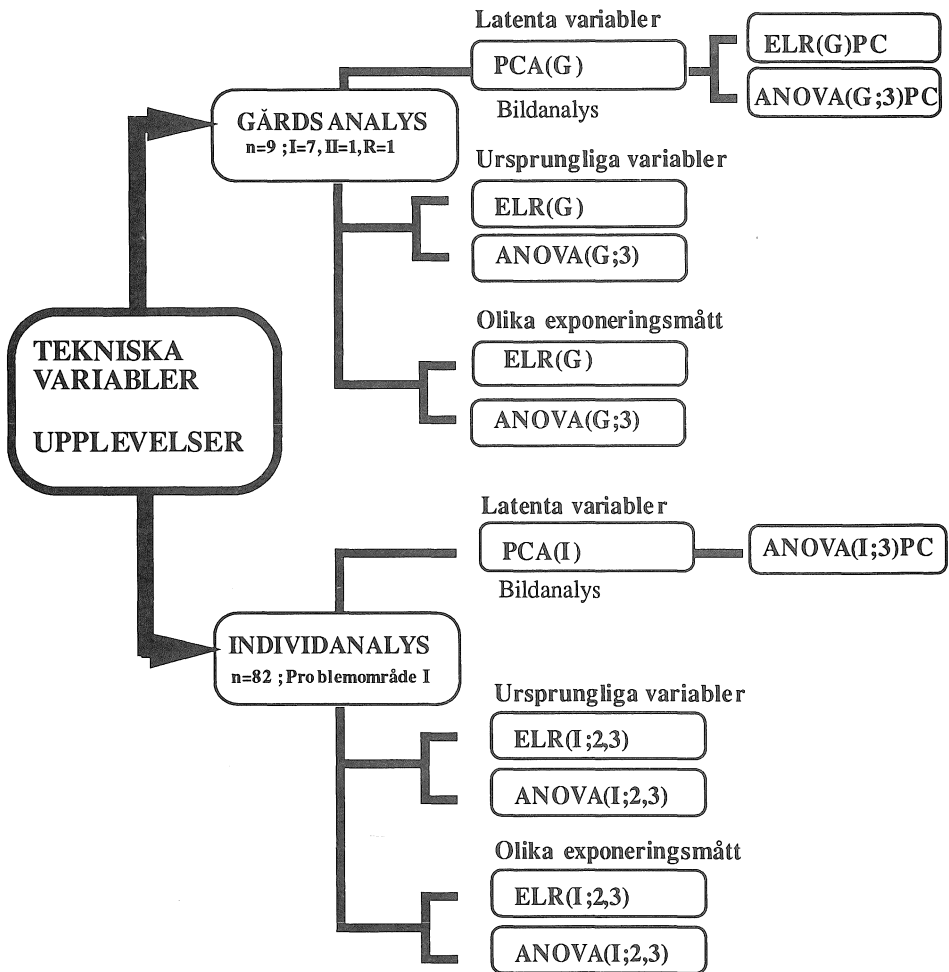 Latenta variabler
PCA(G)
Bildanalys
ELR(G)PC
ANOVA(G;3)PC
GÅRDSANALYS
n=9 ;I=7, II=1, R=1
Ursprungliga variabler
ELR(G)
ANOVA(G;3)
Olika exponeringsmått
ELR(G)
ANOVA(G;3)
TEKNISKA
VARIABLER
UPPLEVELSER
Latenta variabler
PCA(I)
Bildanalys
ANOVA(I;3)PC
INDIVIDANALYS
n=82 ;Problemområde I
Ursprungliga variabler
ELR(I;2,3)
ANOVA(I;2,3)
Olika exponeringsmått
ELR(I;2,3)
ANOVA(I;2,3)